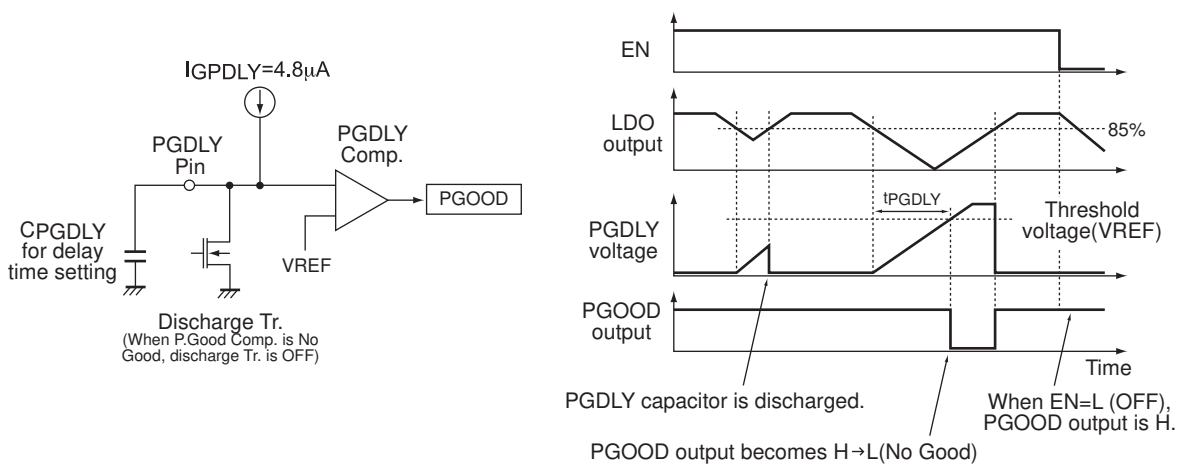 IGPDLY=4.8μA
PGDLY
Pin
PGDLY
Comp.
PGOOD
CPGDLY
for delay
time setting
VREF
Discharge Tr.
(When P.Good Comp. is No
Good, discharge Tr. is OFF)
EN
LDO
output
85%
PGDLY
voltage
tPGDLY
Threshold
voltage(VREF)
PGOOD
output
Time
PGDLY capacitor is discharged.
When EN=L (OFF),
PGOOD output is H.
PGOOD output becomes H→L(No Good)